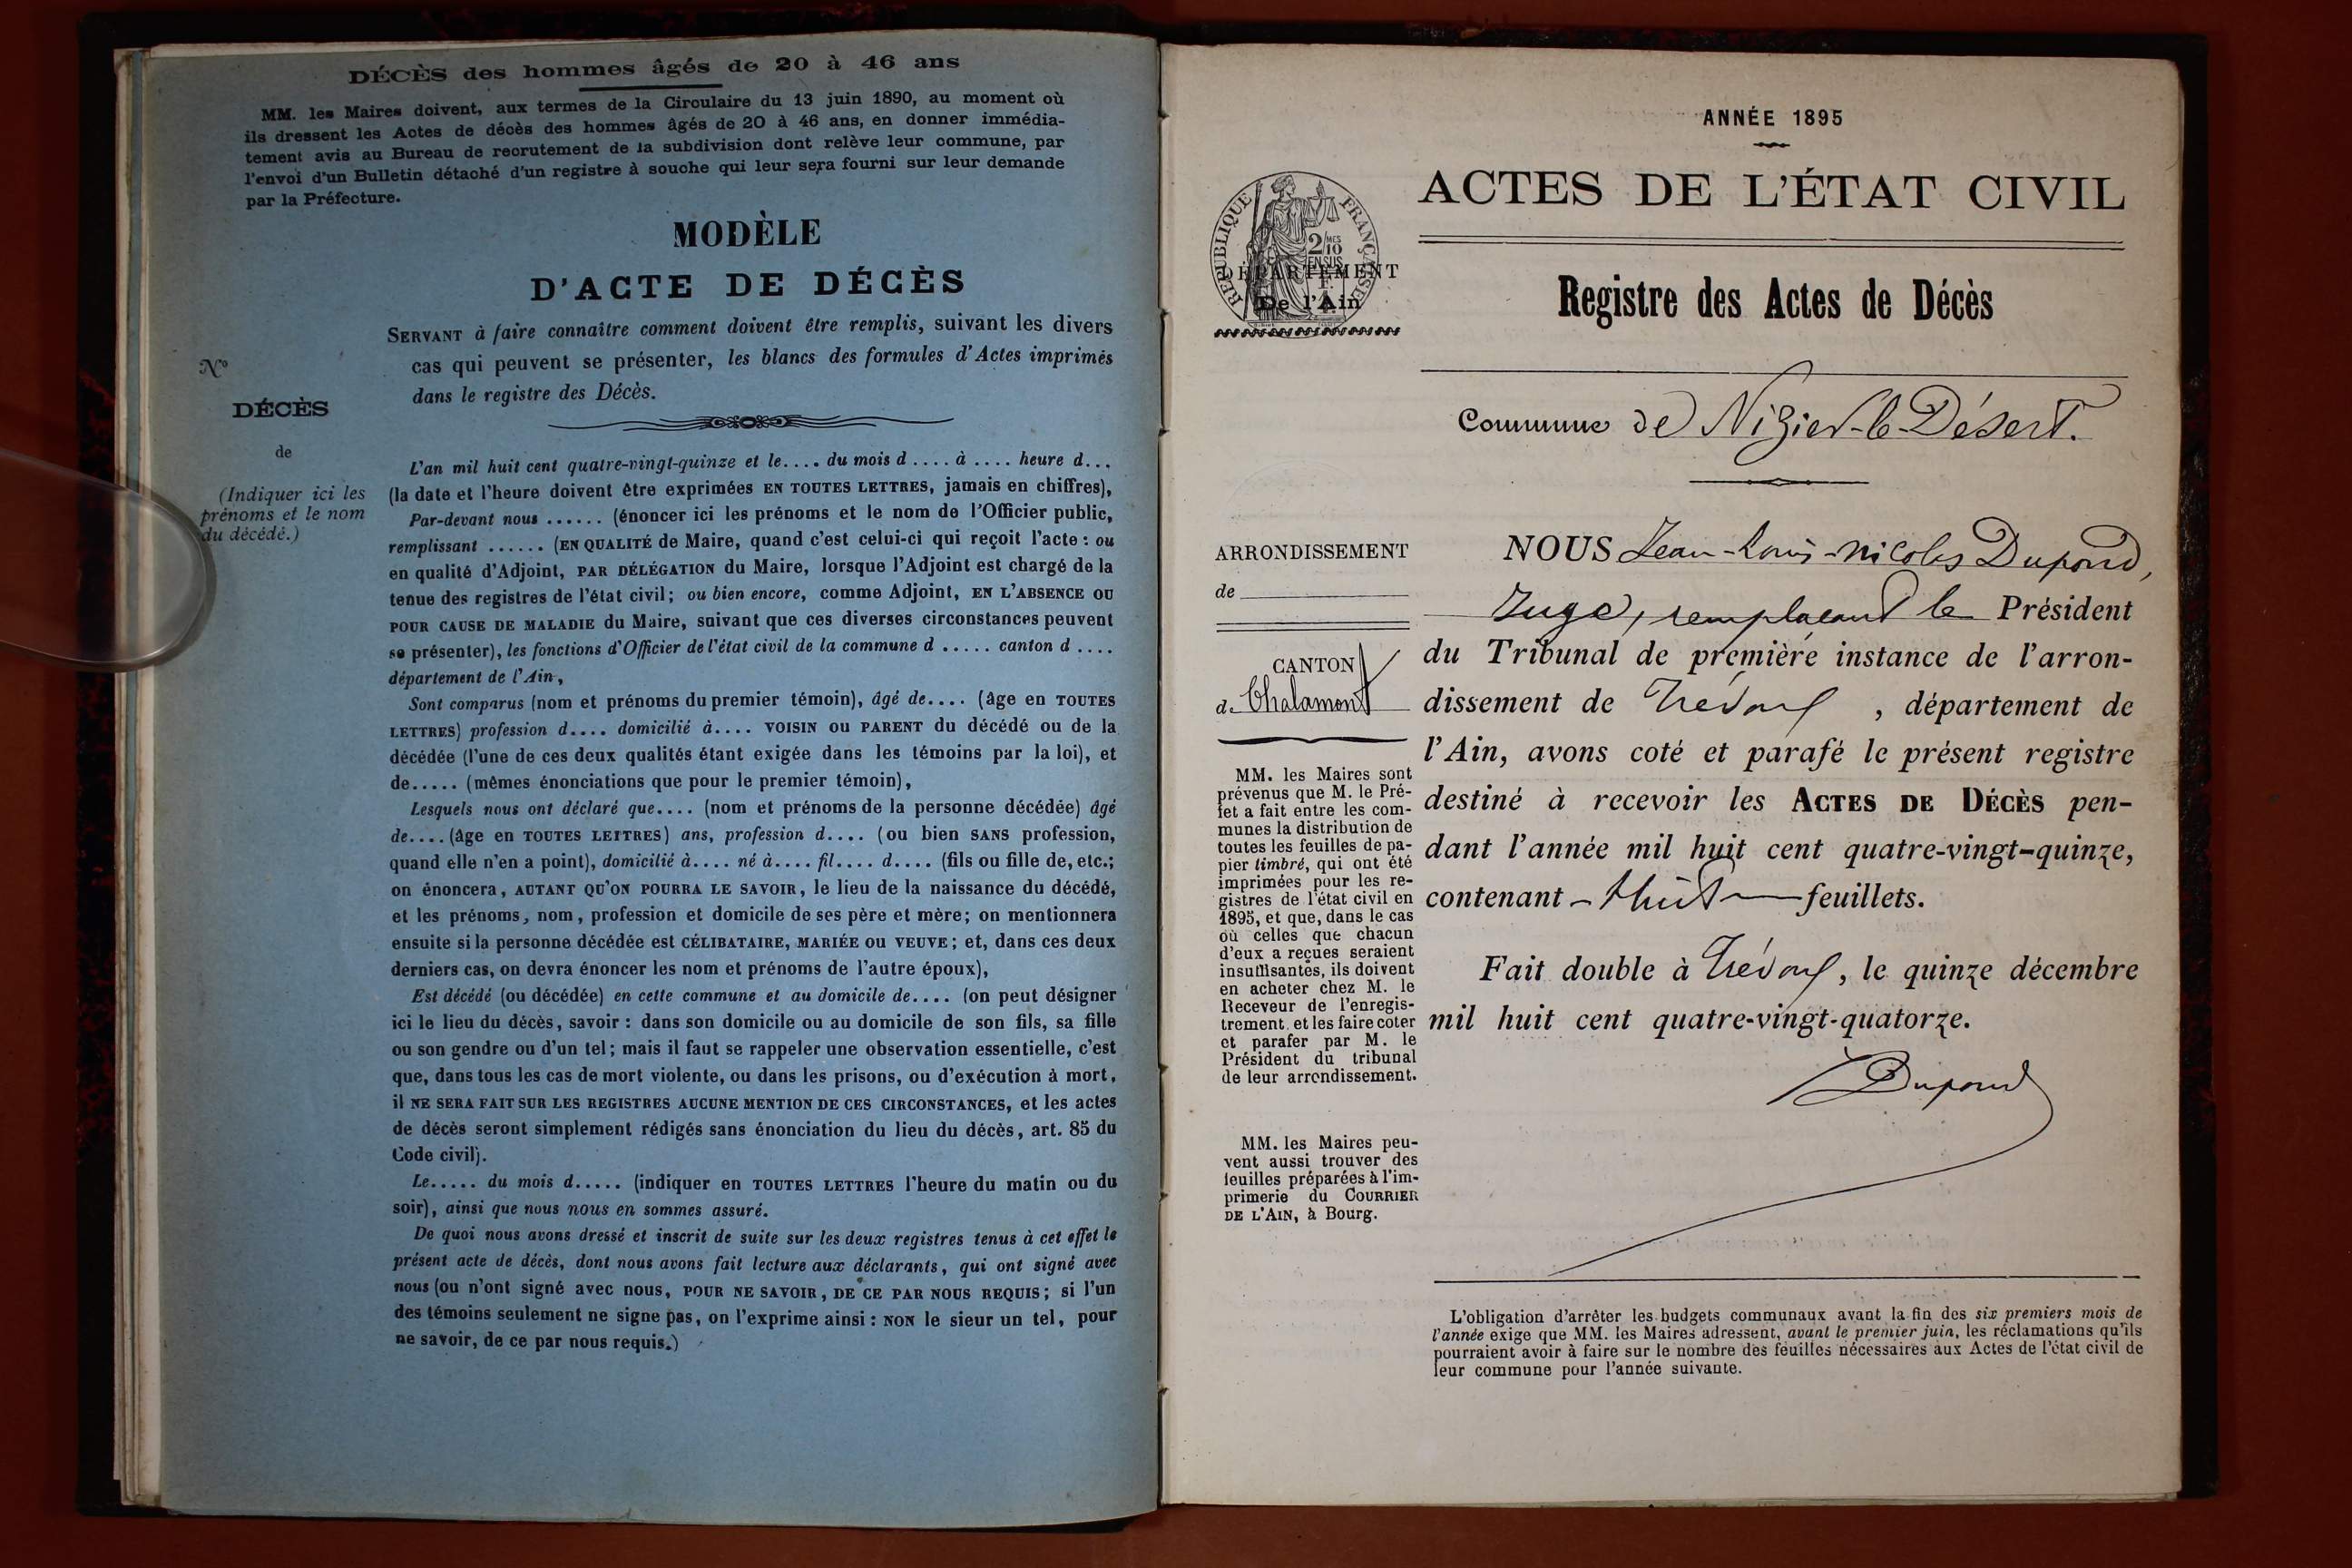 DÉCÈS des hommes âgés de 20 à 46 ans
MM. les Maires doivent, aux termes de la Circulaire du 13 juin 1890, au moment où
ils dressent les Actes de décès des hommes âgés de 20 à 46 ans, en donner immédia-
tement avis au Bureau de recrutement de la subdivision dont relève leur commune, par
l'envoi d'un Bulletin détaché d'un registre à souche qui leur sera fourni sur leur demande
par la Préfecture.
MODÈLE
D'ACTE DE DÉCÈS
SERVANT à faire connaître comment doivent être remplis, suivant les divers
cas qui peuvent se présenter, les blancs des formules d'Actes imprimés
dans le registre des Décès.
N°
DÉCÈS
de
(Indiquer ici les
prénoms et le nom
du décédé.)
L'an mil huit cent quatre-vingt-quinze et le.... du mois d .... à .... heure d...
(la date et l'heure doivent être exprimées EN TOUTES LETTRES, jamais en chiffres),
Par-devant nous ...... (énoncer ici les prénoms et le nom de l'Officier public,
remplissant ...... (EN QUALITÉ de Maire, quand c'est celui-ci qui reçoit l'acte : ou
en qualité d'Adjoint, PAR DÉLÉGATION du Maire, lorsque l'Adjoint est chargé de la
tenue des registres de l'état civil; ou bien encore, comme Adjoint, EN L'ABSENCE OU
POUR CAUSE DE MALADIE du Maire, suivant que ces diverses circonstances peuvent
se présenter), les fonctions d'Officier de l'état civil de la commune d ..... canton d ....
département de l'Ain,
Sont comparus (nom et prénoms du premier témoin), âgé de.... (âge en TOUTES
LETTRES) profession d.... domicilié à.... VOISIN OU PARENT du décédé ou de la
décédée (l'une de ces deux qualités étant exigée dans les témoins par la loi), et
de..... (mêmes énonciations que pour le premier témoin),
Lesquels nous ont déclaré que.... (nom et prénoms de la personne décédée) âgé
de.... (âge en TOUTES LETTRES) ans, profession d.... (ou bien SANS profession,
quand elle n'en a point), domicilié à.... né à.... fil.... d.... (fils ou fille de, etc.;
on énoncera, AUTANT QU'ON POURRA LE SAVOIR, le lieu de la naissance du décédé,
et les prénoms, nom, profession et domicile de ses père et mère; on mentionnera
ensuite si la personne décédée est CÉLIBATAIRE, MARIÉE OU VEUVE; et, dans ces deux
derniers cas, on devra énoncer les nom et prénoms de l'autre époux),
Est décédé (ou décédée) en cette commune et au domicile de.... (on peut désigner
ici le lieu du décès, savoir : dans son domicile ou au domicile de son fils, sa fille
ou son gendre ou d'un tel; mais il faut se rappeler une observation essentielle, c'est
que, dans tous les cas de mort violente, ou dans les prisons, ou d'exécution à mort,
il NE SERA FAIT SUR LES REGISTRES AUCUNE MENTION DE CES CIRCONSTANCES, et les actes
de décès seront simplement rédigés sans énonciation du lieu du décès, art. 85 du
Code civil).
Le..... du mois d..... (indiquer en TOUTES LETTRES l'heure du matin ou du
soir), ainsi que nous nous en sommes assuré.
De quoi nous avons dressé et inscrit de suite sur les deux registres tenus à cet effet le
présent acte de décès, dont nous avons fait lecture aux déclarants, qui ont signé avec
nous (ou n'ont signé avec nous, POUR NE SAVOIR, DE CE PAR NOUS REQUIS; si l'un
des témoins seulement ne signe pas, on l'exprime ainsi : NON le sieur un tel, pour
ne savoir, de ce par nous requis.)
ANNÉE 1895
ACTES DE L'ÉTAT CIVIL
RÉPUBLIQUE FRANÇAISE
2/10 MES
EN SUS
DÉPARTEMENT
De l'Ain
Registre des Actes de Décès
Commune de Nizier-le-Désert.
ARRONDISSEMENT
de
CANTON
de Chalamont
MM. les Maires sont
prévenus que M. le Pré-
fet a fait entre les com-
munes la distribution de
toutes les feuilles de pa-
pier timbré, qui ont été
imprimées pour les re-
gistres de l'état civil en
1895, et que, dans le cas
où celles que chacun
d'eux a reçues seraient
insuffisantes, ils doivent
en acheter chez M. le
Receveur de l'enregis-
trement et les faire coter
et parafer par M. le
Président du tribunal
de leur arrondissement.
MM. les Maires peu-
vent aussi trouver des
feuilles préparées à l'im-
primerie du COURRIER
DE L'AIN, à Bourg.
NOUS Jean-Louis-Nicolas Dupond,
Juge, remplaçant le Président
du Tribunal de première instance de l'arron-
dissement de Trévoux, département de
l'Ain, avons coté et parafé le présent registre
destiné à recevoir les ACTES DE DÉCÈS pen-
dant l'année mil huit cent quatre-vingt-quinze,
contenant - Huit - feuillets.
Fait double à Trévoux, le quinze décembre
mil huit cent quatre-vingt-quatorze.
Dupond
L'obligation d'arrêter les budgets communaux avant la fin des six premiers mois de
l'année exige que MM. les Maires adressent, avant le premier juin, les réclamations qu'ils
pourraient avoir à faire sur le nombre des feuilles nécessaires aux Actes de l'état civil de
leur commune pour l'année suivante.